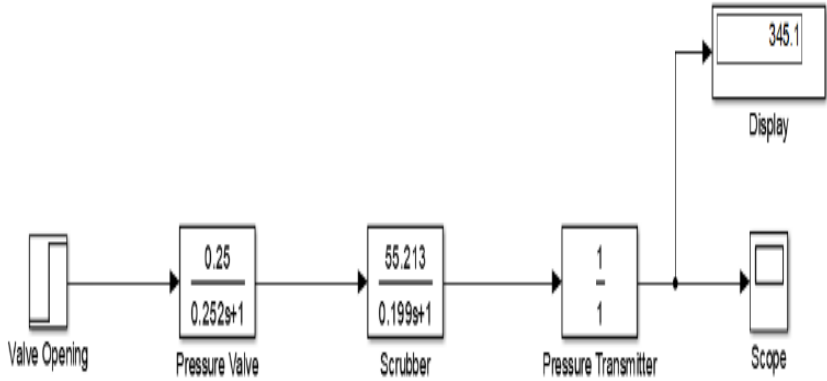 345.1
Display
0.25
0.252s+1
55.213
0.199s+1
1
1
Valve Opening
Pressure Valve
Scrubber
Pressure Transmitter
Scope